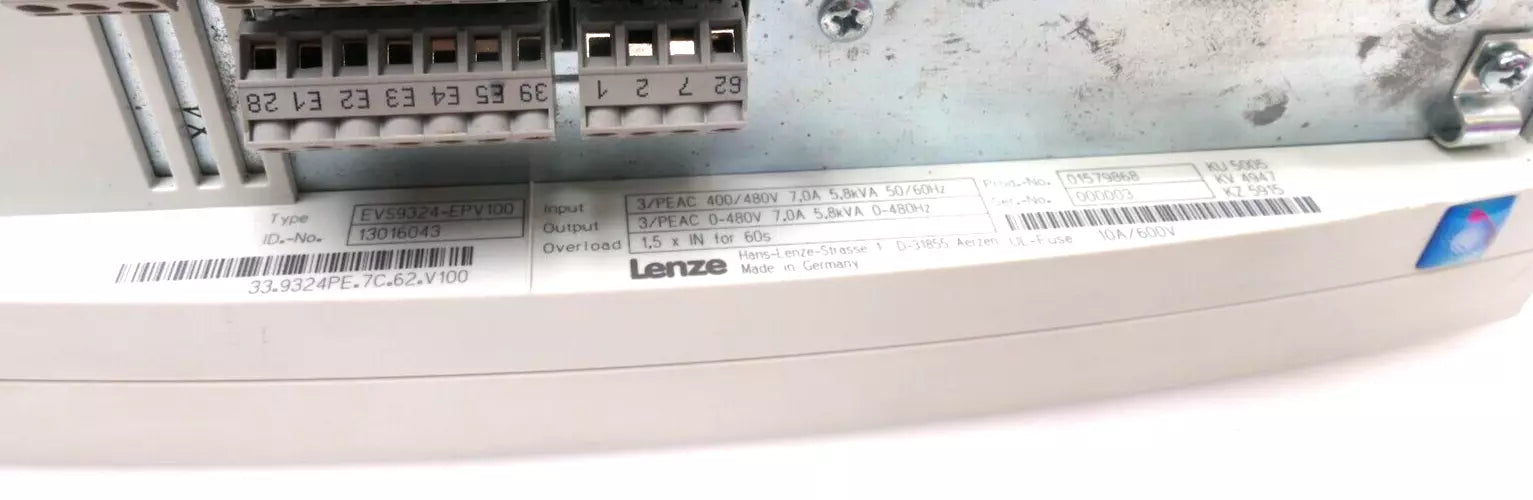 28 E1 E2 E3 E4 E5 39
1 2 7 62
X4
Type EVS9324-EPV100
ID.-No. 13016043
33.9324PE.7C.62.V100
Input 3/PEAC 400/480V 7,0A 5,8kVA 50/60Hz
Output 3/PEAC 0-480V 7,0A 5,8kVA 0-480Hz
Overload 1,5 x IN for 60s
Lenze Hans-Lenze-Strasse 1 D-31855 Aerzen
Made in Germany
Prod.-No. 01579868
Ser.-No. 000003
KU 5005
KV 4947
KZ 5915
UL-Fuse 10A/600V